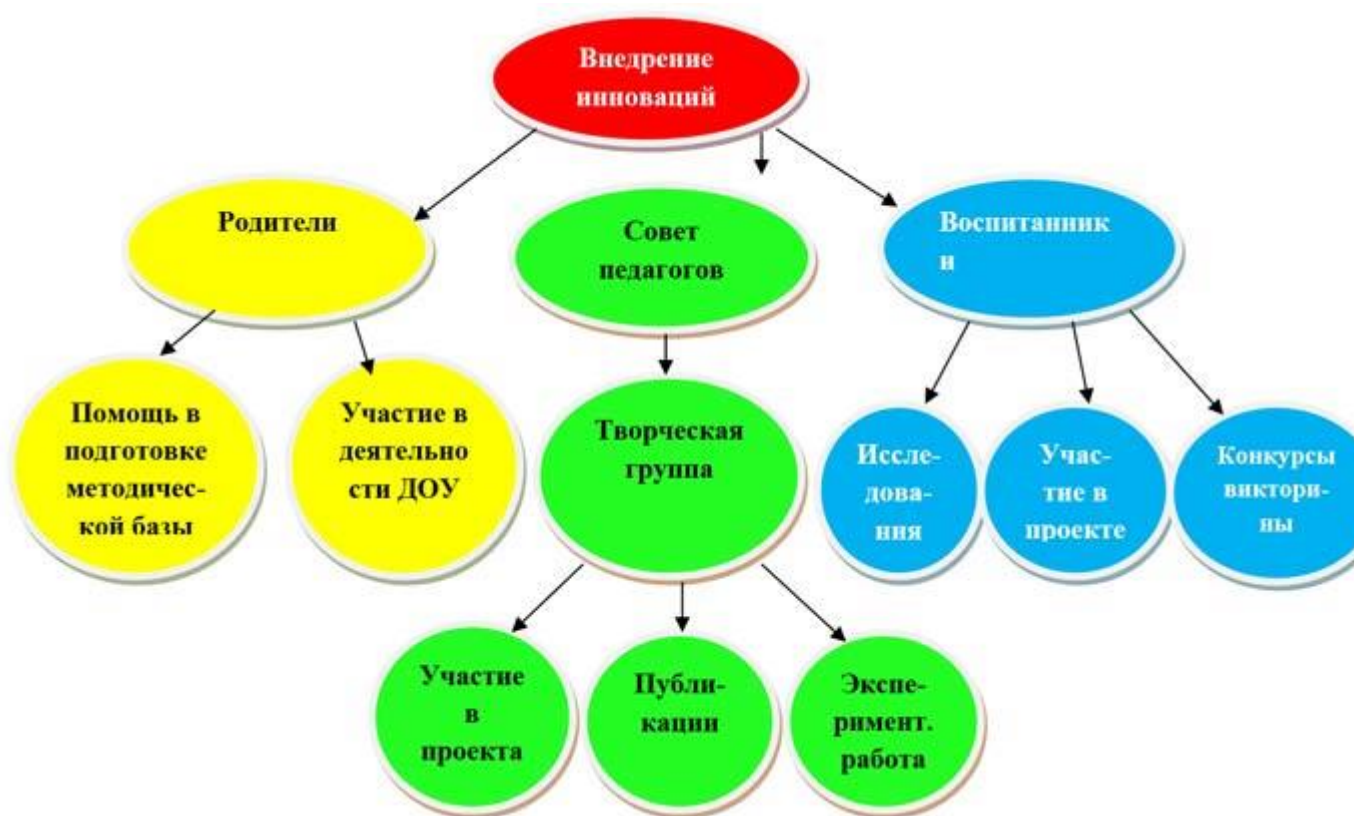 Внедрение
инноваций
Родители
Совет
педагогов
Воспитанник
и
Помощь в
подготовке
методичес-
кой базы
Участие в
деятельно
сти ДОУ
Творческая
группа
Иссле-
дова-
ния
Учас-
тие в
проекте
Конкурсы
виктори-
ны
Участие
в
проекта
Публи-
кации
Экспе-
римент.
работа